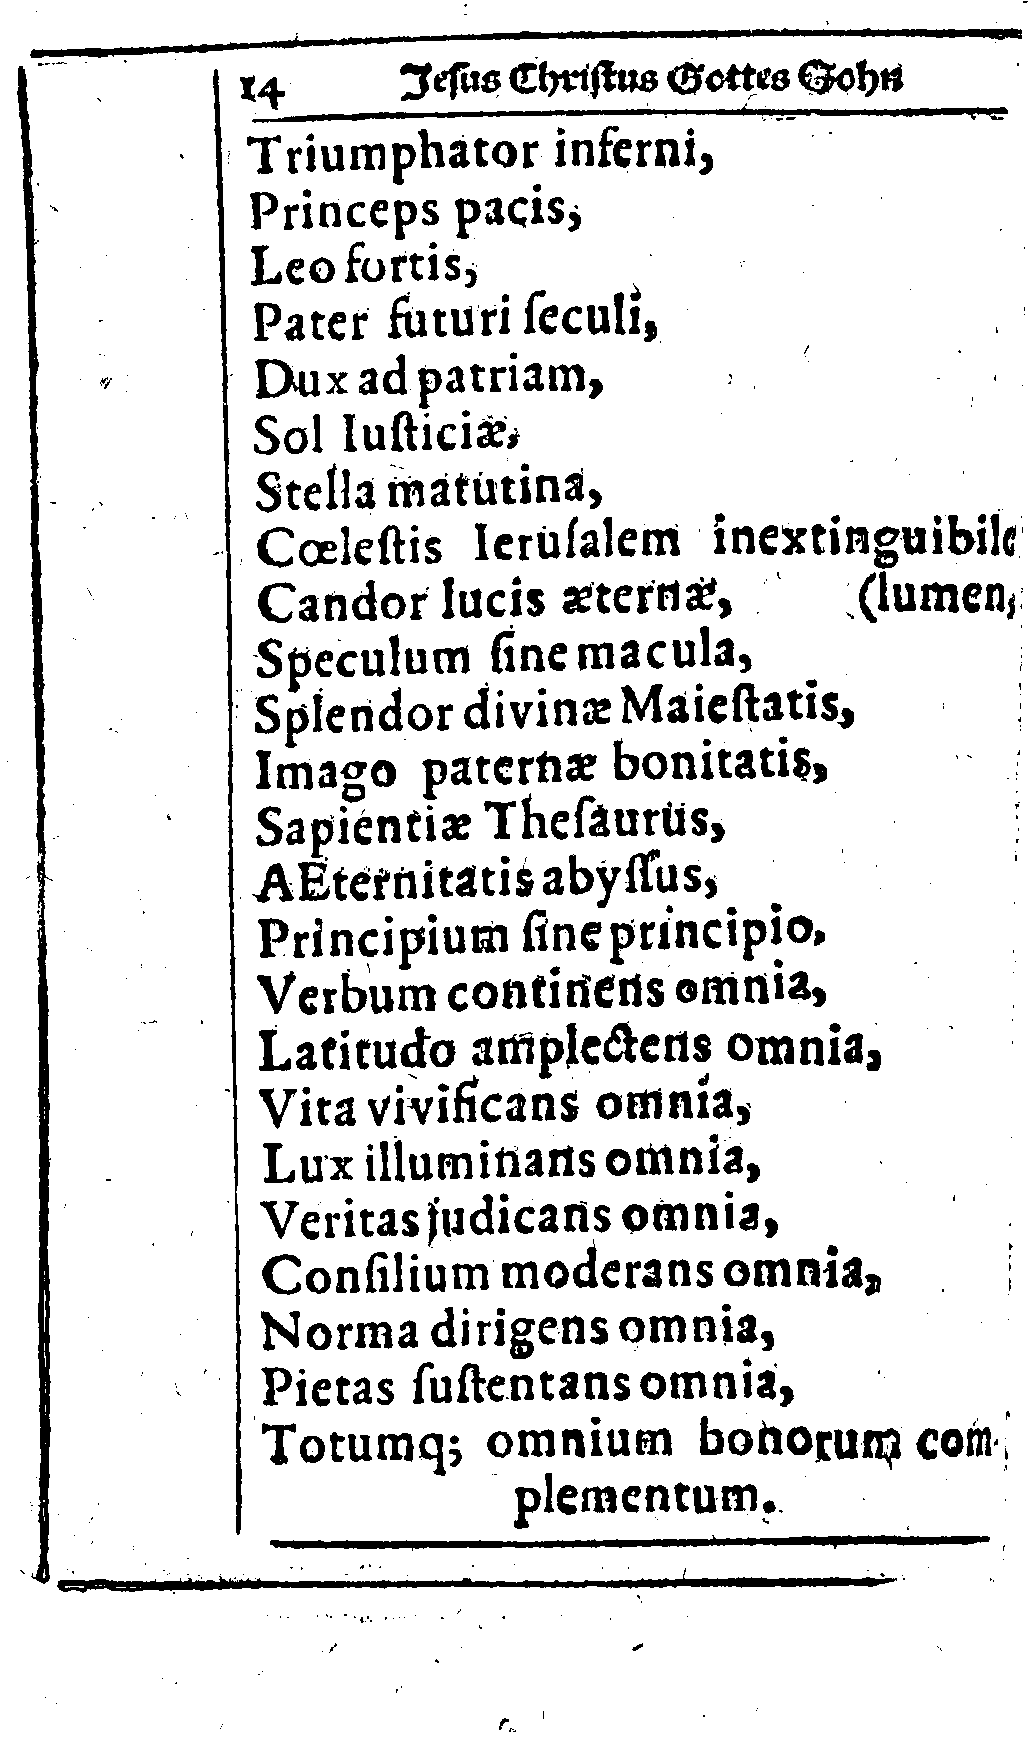 14 Jeſus Chriſtus Gottes Sohn
Triumphator inferni,
Princeps pacis,
Leo fortis,
Pater futuri ſeculi,
Dux ad patriam,
Sol Iuſticiæ,
Stella matutina,
Cœleſtis Ieruſalem inextinguibile
Candor lucis æternæ, (lumen,
Speculum ſine macula,
Splendor divinæ Maieſtatis,
Imago paternæ bonitatis,
Sapientiæ Theſaurus,
AEternitatis abyſſus,
Principium ſine principio,
Verbum continens omnia,
Latitudo amplectens omnia,
Vita vivificans omnia,
Lux illuminans omnia,
Veritas judicans omnia,
Conſilium moderans omnia,
Norma dirigens omnia,
Pietas ſuſtentans omnia,
Totumq; omnium bonorum com-
plementum.